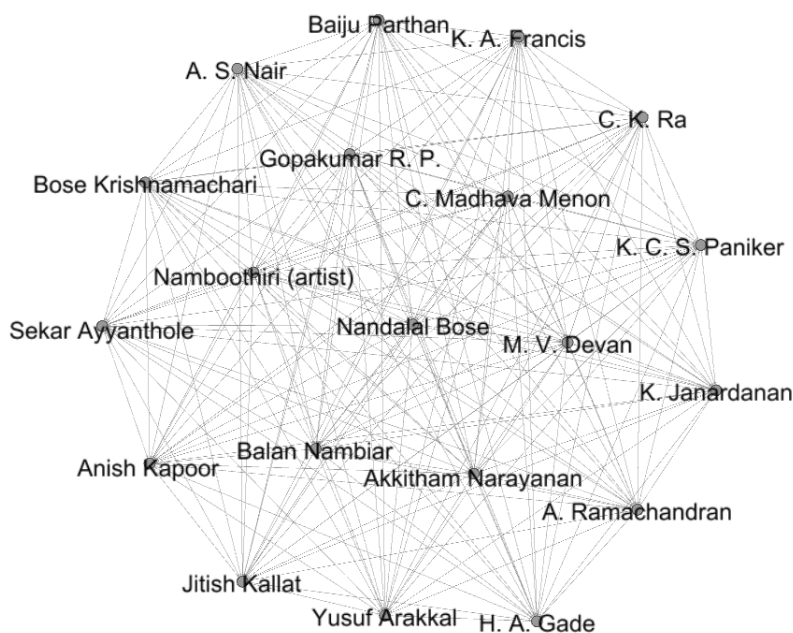 Baiju Parthan
K. A. Francis
A. S. Nair
C. K. Ra
Gopakumar R. P.
Bose Krishnamachari
C. Madhava Menon
K. C. S. Paniker
Namboothiri (artist)
Sekar Ayyanthole
Nandalal Bose
M. V. Devan
K. Janardanan
Balan Nambiar
Anish Kapoor
Akkitham Narayanan
A. Ramachandran
Jitish Kallat
Yusuf Arakkal
H. A. Gade